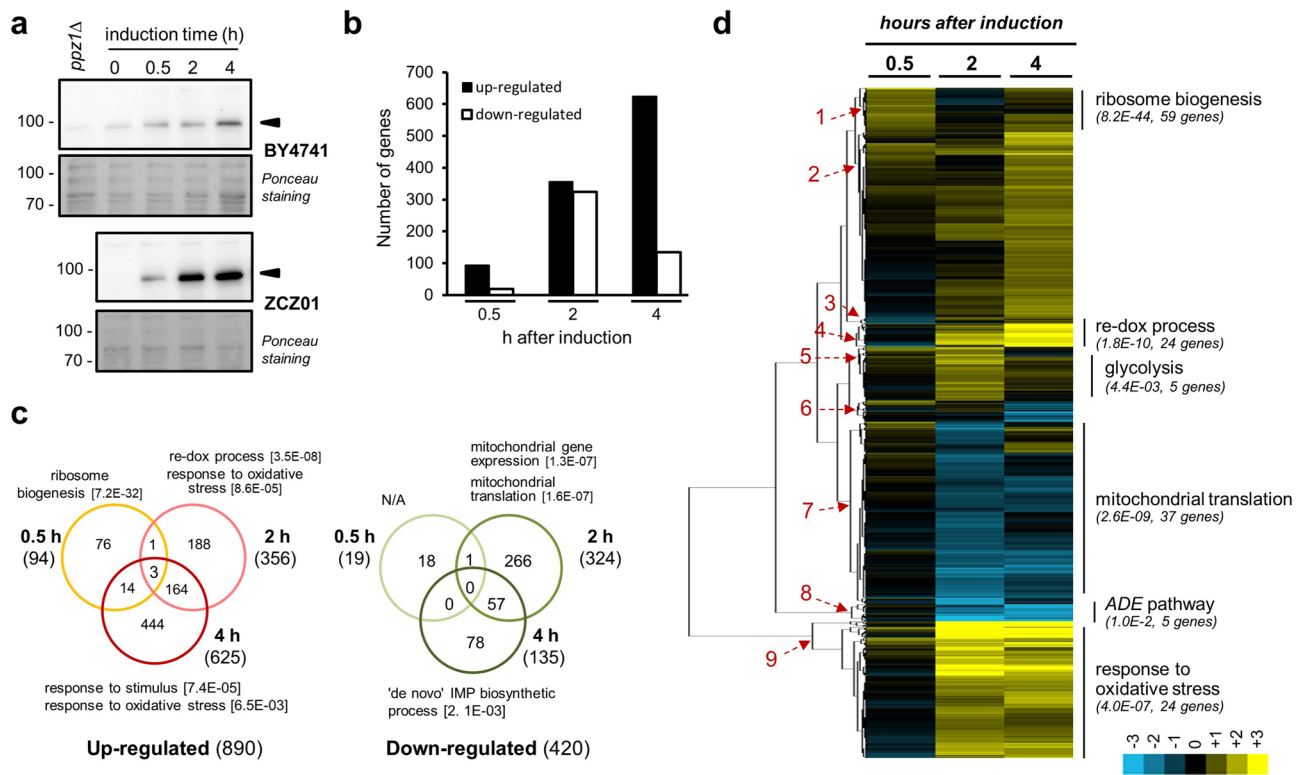 a
ppz1Δ
induction time (h)
0 0.5 2 4
100 -
BY4741
100 -
70 -
Ponceau
staining
100 -
ZCZ01
100 -
70 -
Ponceau
staining
b
Number of genes
700
600
500
400
300
200
100
0
up-regulated
down-regulated
0.5 2 4
h after induction
c
ribosome
biogenesis [7.2E-32]
re-dox process [3.5E-08]
response to oxidative
stress [8.6E-05]
0.5 h
(94)
2 h
(356)
76 1 188
3
14 164
444
4 h
(625)
response to stimulus [7.4E-05]
response to oxidative stress [6.5E-03]
Up-regulated (890)
N/A
mitochondrial gene
expression [1.3E-07]
mitochondrial
translation [1.6E-07]
0.5 h
(19)
2 h
(324)
18 1 266
0
0 57
78
4 h
(135)
'de novo' IMP biosynthetic
process [2. 1E-03]
Down-regulated (420)
d
hours after induction
0.5 2 4
1
2
3
4
5
6
7
8
9
ribosome biogenesis
(8.2E-44, 59 genes)
re-dox process
(1.8E-10, 24 genes)
glycolysis
(4.4E-03, 5 genes)
mitochondrial translation
(2.6E-09, 37 genes)
ADE pathway
(1.0E-2, 5 genes)
response to
oxidative stress
(4.0E-07, 24 genes)
-3 -2 -1 0 +1 +2 +3